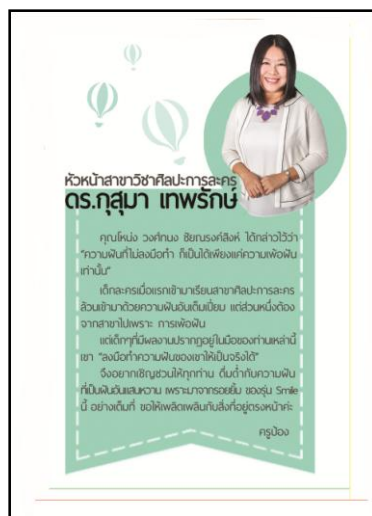 หัวหน้าสาขาวิชาศิลปะการละคร
ดร.กุสุมา เทพรักษ์
คุณโหน่ง วงศ์ทนง ชัยณรงค์สิงห์ ได้กล่าวไว้ว่า
"ความฝันที่ไม่ลงมือทำ ก็เป็นได้เพียงแค่ความเพ้อฝัน
เท่านั้น"
เด็กละครเมื่อแรกเข้ามาเรียนสาขาศิลปะการละคร
ล้วนเข้ามาด้วยความฝันอันเต็มเปี่ยม แต่ส่วนหนึ่งต้อง
จากสาขาไปเพราะ การเพ้อฝัน
แต่เด็กๆที่มีผลงานปรากฏอยู่ในมือของท่านเหล่านี้
เขา "ลงมือทำความฝันของเขาให้เป็นจริงได้"
จึงอยากเชิญชวนให้ทุกท่าน ดื่มด่ำกับความฝัน
ที่เป็นฝันอันแสนหวาน เพราะมาจากรอยยิ้ม ของรุ่น Smile
นี้ อย่างเต็มที่ ขอให้เพลิดเพลินกับสิ่งที่อยู่ตรงหน้าค่ะ
ครูป้อง